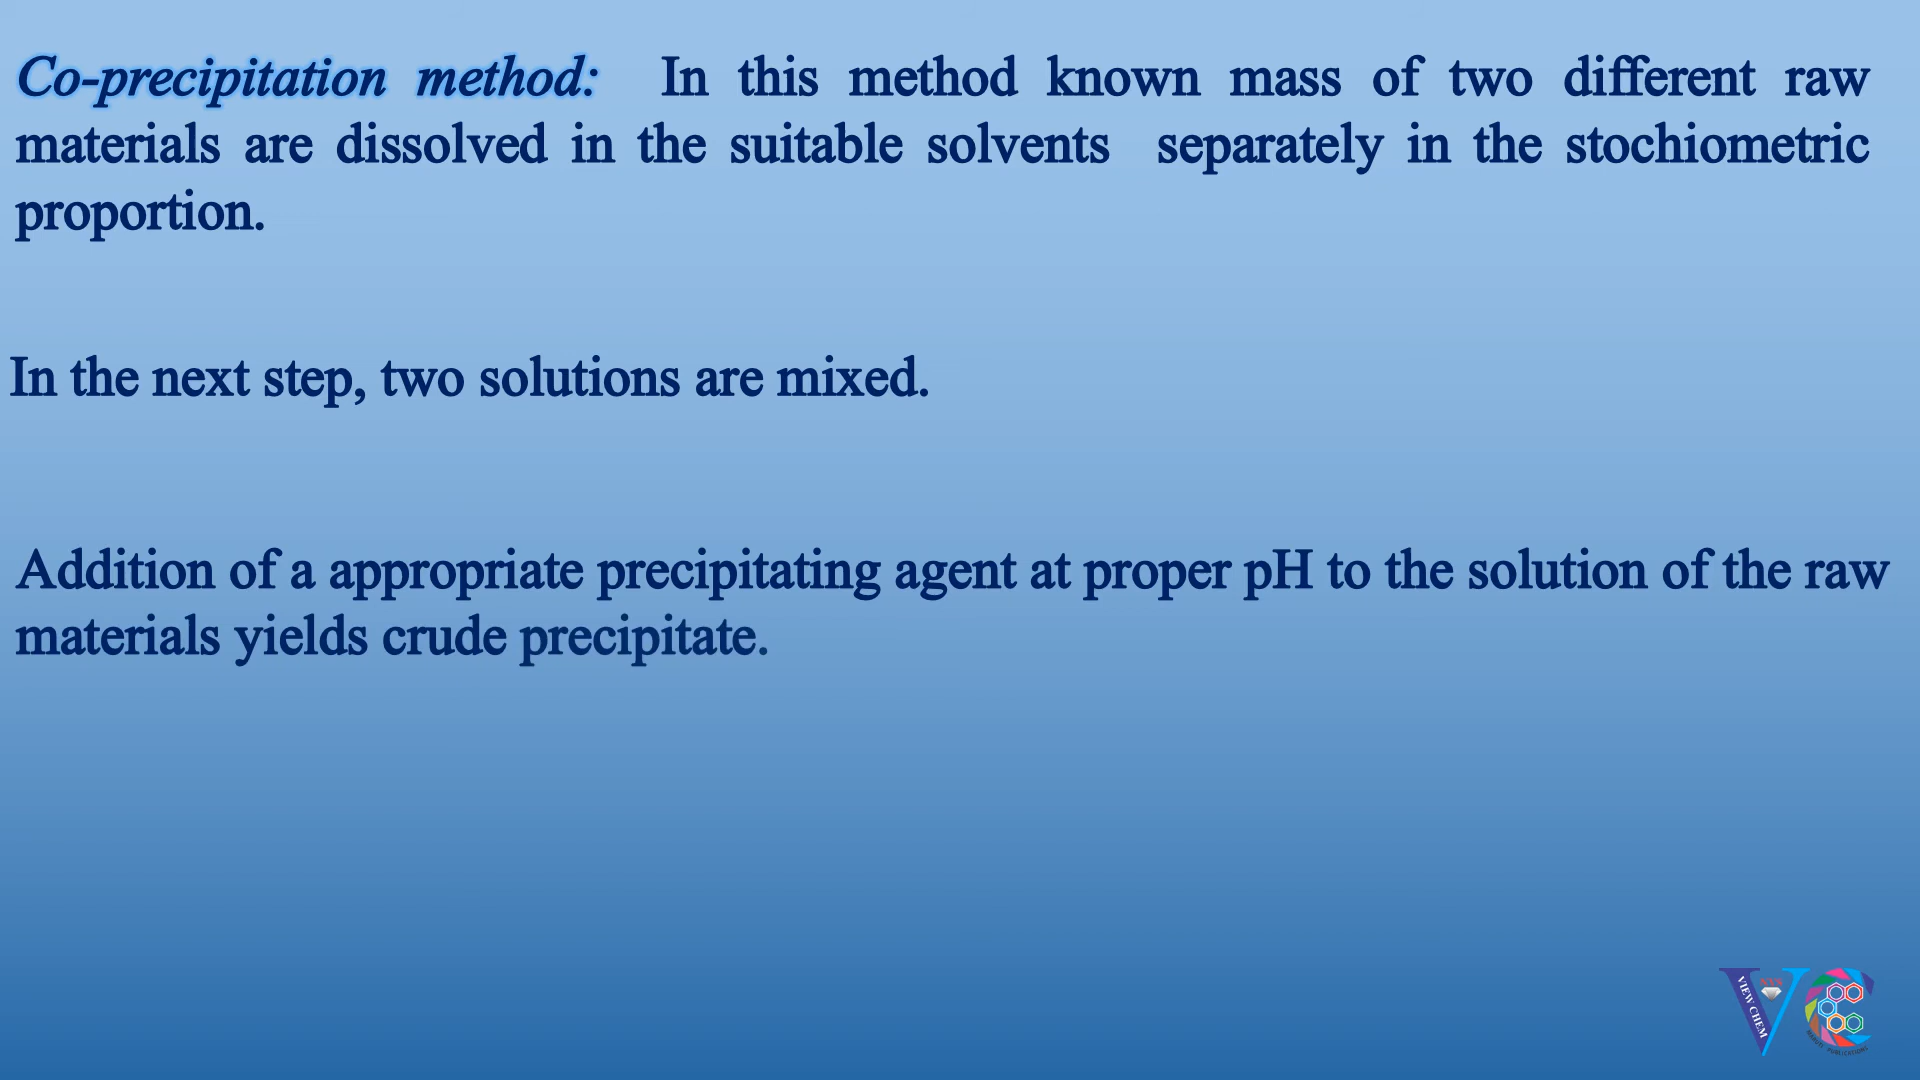 Co-precipitation method: In this method known mass of two different raw
materials are dissolved in the suitable solvents separately in the stochiometric
proportion.
In the next step, two solutions are mixed.
Addition of a appropriate precipitating agent at proper pH to the solution of the raw
materials yields crude precipitate.
VIEW CHEM